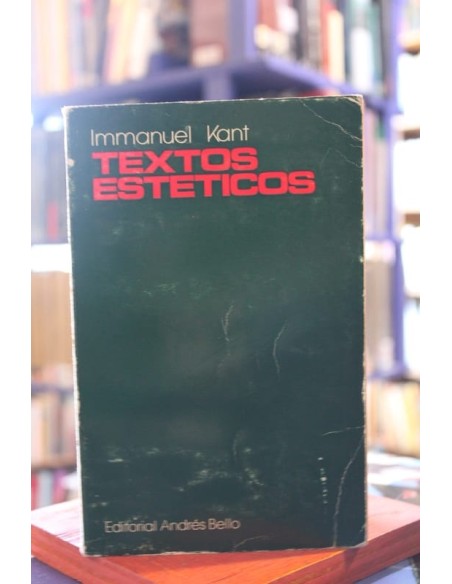 Immanuel Kant
TEXTOS
ESTETICOS
Editorial Andrés Bello